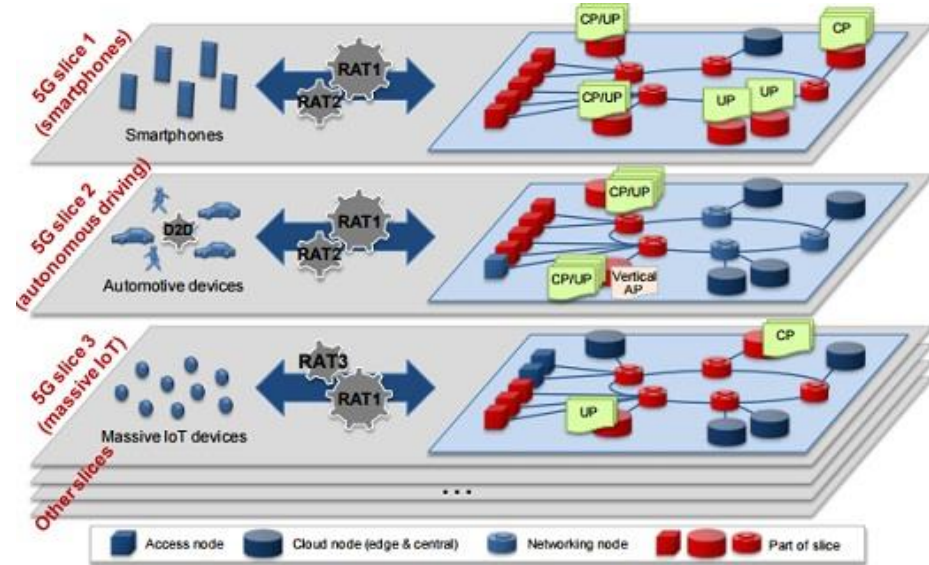 5G slice 1
(smartphones)
Smartphones
RAT1
RAT2
CP/UP
CP
CP/UP
UP
UP
5G slice 2
(autonomous driving)
D2D
Automotive devices
RAT1
RAT2
CP/UP
CP/UP
Vertical
AP
5G slice 3
(massive IoT)
Massive IoT devices
RAT3
RAT1
CP
UP
Other slices
...
Access node
Cloud node (edge & central)
Networking node
Part of slice